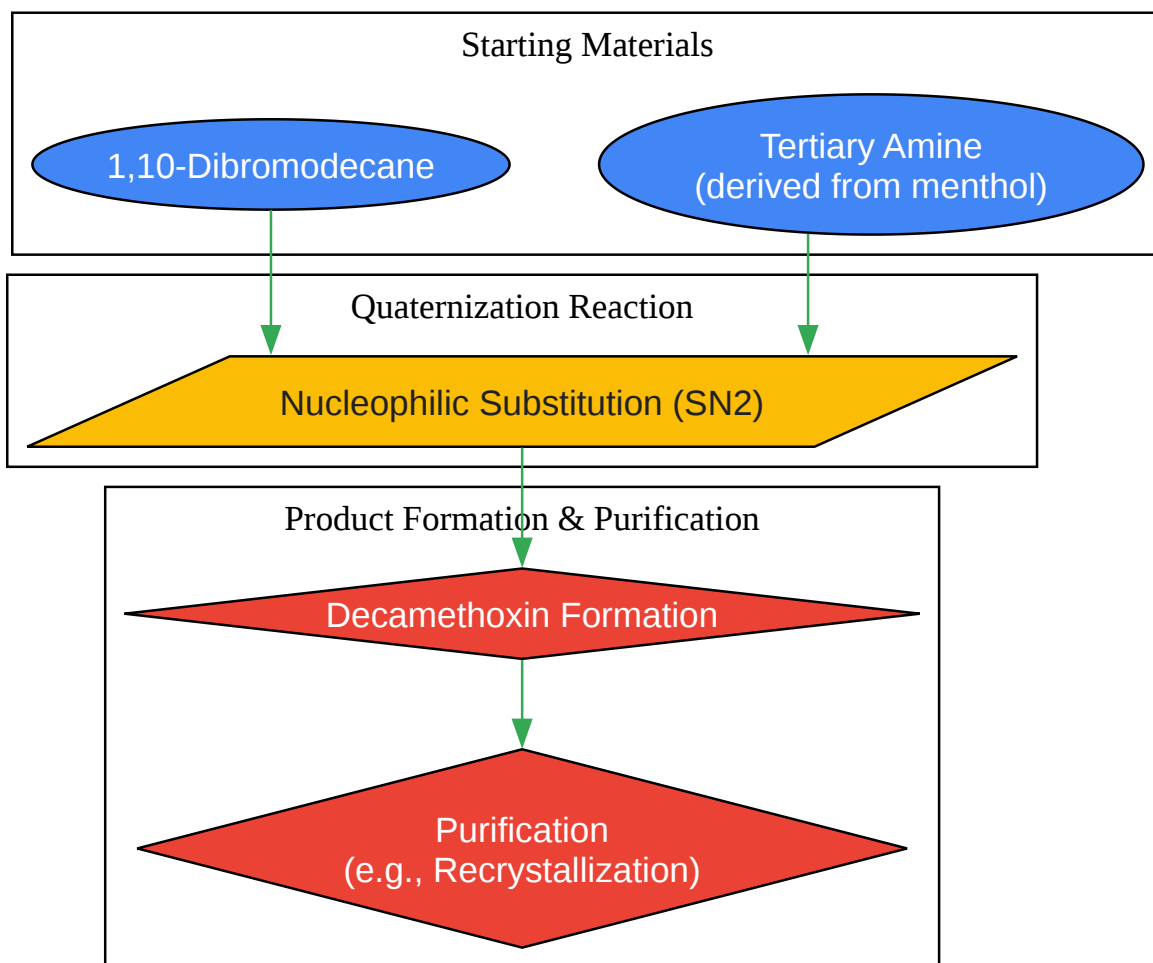 Starting Materials
1,10-Dibromodecane
Tertiary Amine
(derived from menthol)
Quaternization Reaction
Nucleophilic Substitution (SN2)
Product Formation & Purification
Decamethoxin Formation
Purification
(e.g., Recrystallization)